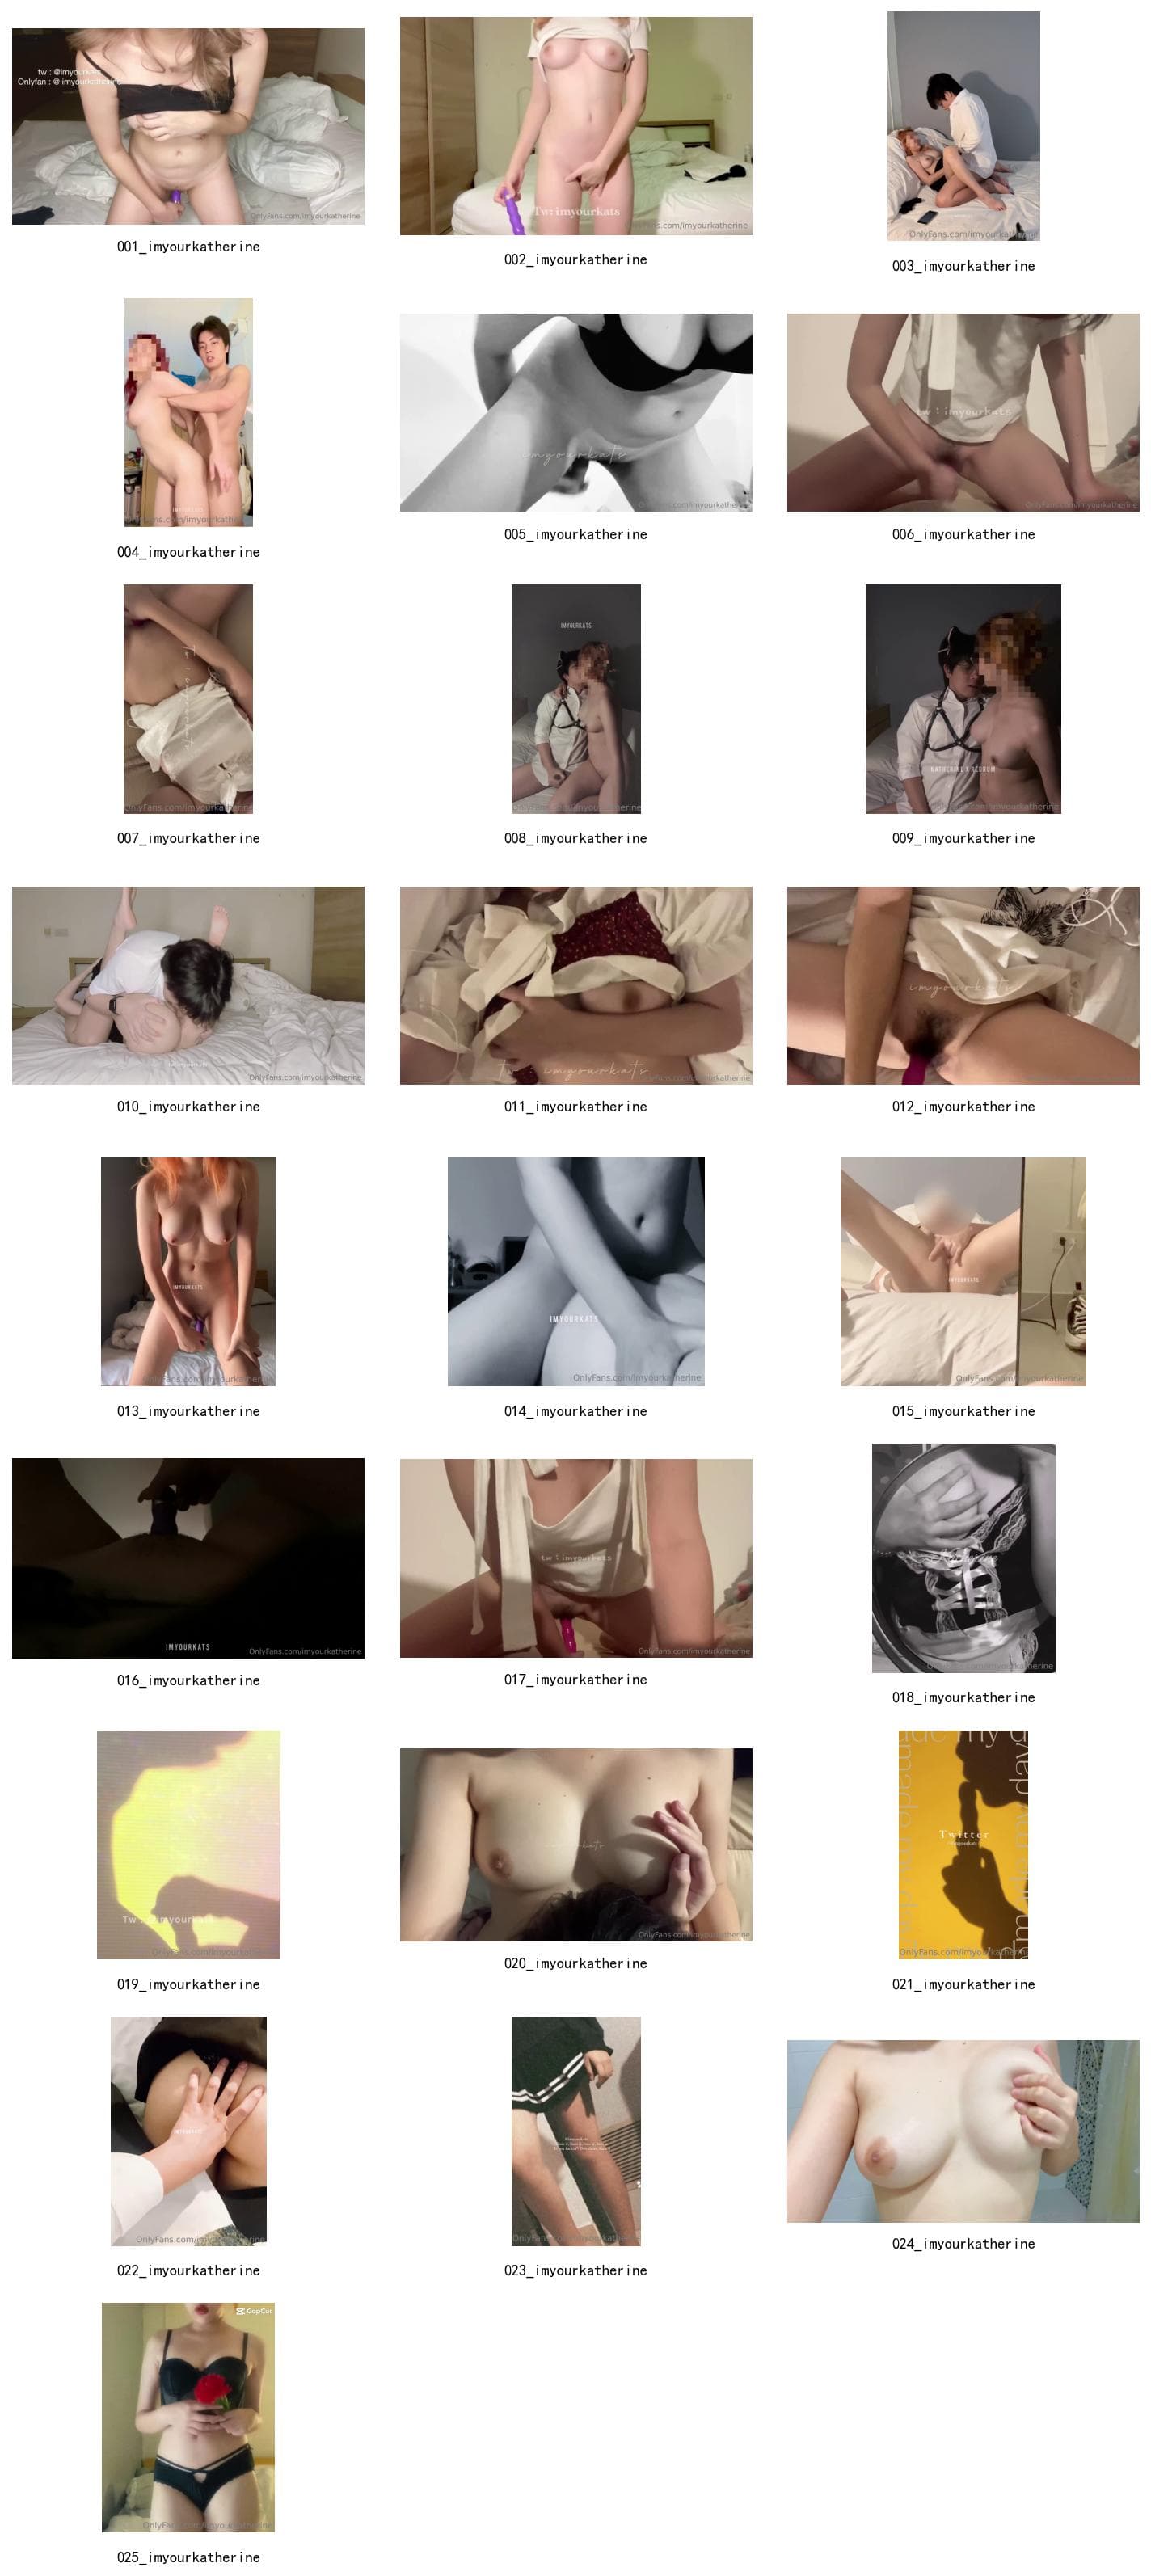 tw : @imyourkats
Onlyfan : @ imyourkatherine
OnlyFans.com/imyourkatherine
Tw: imyourkats
OnlyFans.com/imyourkatherine
OnlyFans.com/imyourkatherine
001_imyourkatherine
002_imyourkatherine
003_imyourkatherine
IMYOURKATS
OnlyFans.com/imyourkatherine
imyourkats
OnlyFans.com/imyourkatherine
tw : imyourkats
OnlyFans.com/imyourkatherine
004_imyourkatherine
005_imyourkatherine
006_imyourkatherine
OnlyFans.com/imyourkatherine
IMYOURKATS
OnlyFans.com/imyourkatherine
KATHERINE X REDRUM
OnlyFans.com/imyourkatherine
007_imyourkatherine
008_imyourkatherine
009_imyourkatherine
OnlyFans.com/imyourkatherine
Tw : imyourkats
OnlyFans.com/imyourkatherine
imyourkats
010_imyourkatherine
011_imyourkatherine
012_imyourkatherine
IMYOURKATS
OnlyFans.com/imyourkatherine
IMYOURKATS
OnlyFans.com/imyourkatherine
IMYOURKATS
OnlyFans.com/imyourkatherine
013_imyourkatherine
014_imyourkatherine
015_imyourkatherine
IMYOURKATS
OnlyFans.com/imyourkatherine
tw : imyourkats
OnlyFans.com/imyourkatherine
OnlyFans.com/imyourkatherine
016_imyourkatherine
017_imyourkatherine
018_imyourkatherine
Tw : @imyourkats
OnlyFans.com/imyourkatherine
imyourkats
OnlyFans.com/imyourkatherine
made my day
Twitter
OnlyFans.com/imyourkatherine
019_imyourkatherine
020_imyourkatherine
021_imyourkatherine
IMYOURKATS
OnlyFans.com/imyourkatherine
OnlyFans.com/imyourkatherine
022_imyourkatherine
023_imyourkatherine
024_imyourkatherine
CapCut
OnlyFans.com/imyourkatherine
025_imyourkatherine